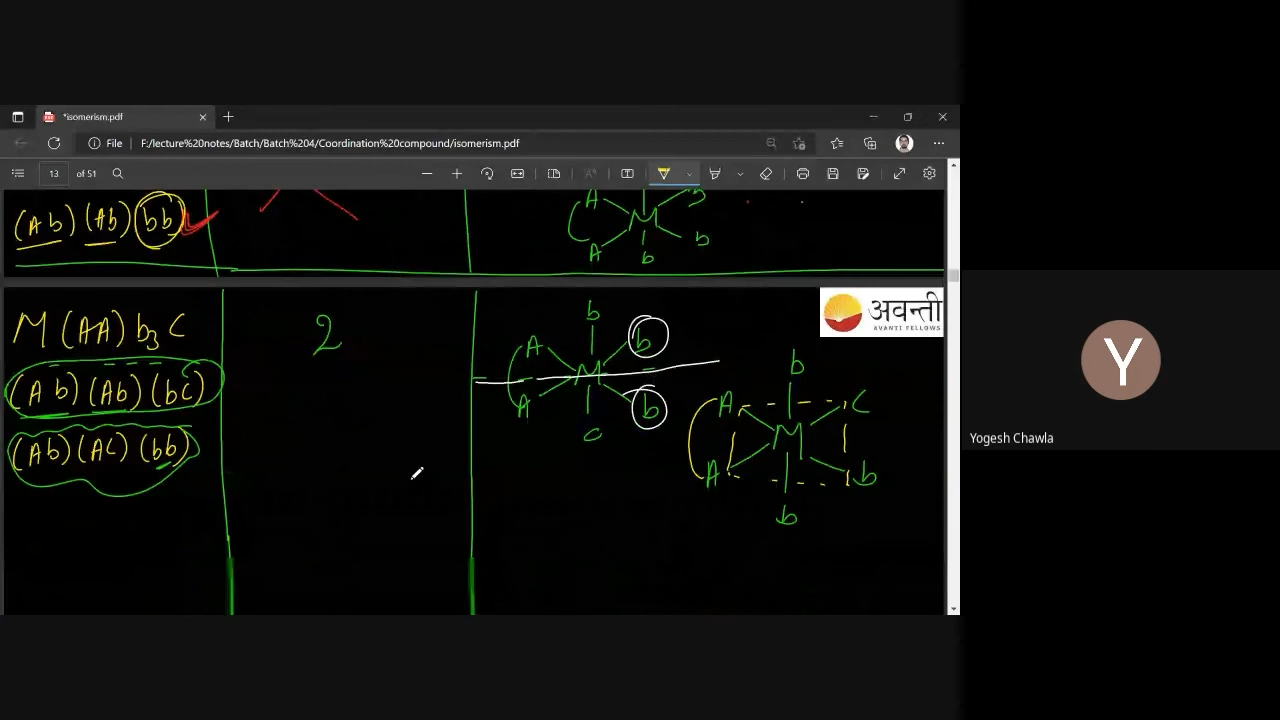 *isomerism.pdf
File
F:/lecture%20notes/Batch/Batch%204/Coordination%20compound/isomerism.pdf
13 of 51
(Ab) (Ab) (bb)
A M b
A b b
अवन्ती
AVANTI FELLOWS
M(AA) b3 C
2
(Ab) (Ab) (bC)
(Ab) (AC) (bb)
b
A b
M
A b
C
b
A C
M
A b
b
Y
Yogesh Chawla